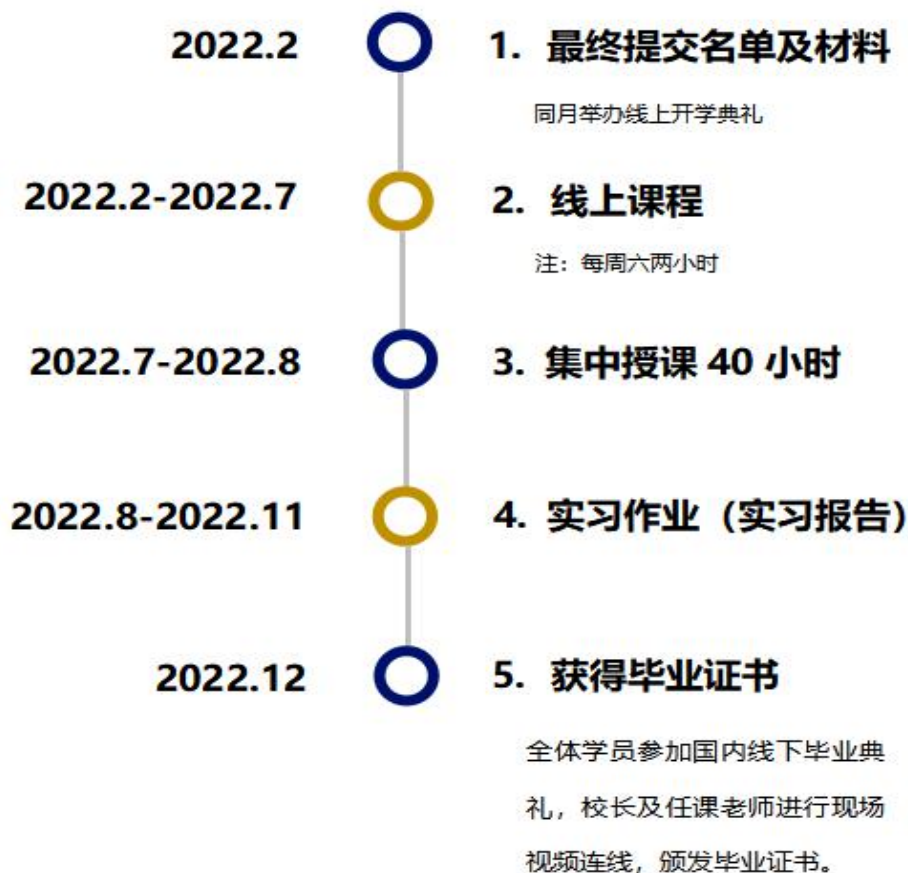 2022.2
1. 最终提交名单及材料
同月举办线上开学典礼
2022.2-2022.7
2. 线上课程
注：每周六两小时
2022.7-2022.8
3. 集中授课 40 小时
2022.8-2022.11
4. 实习作业（实习报告）
2022.12
5. 获得毕业证书
全体学员参加国内线下毕业典
礼，校长及任课老师进行现场
视频连线，颁发毕业证书。